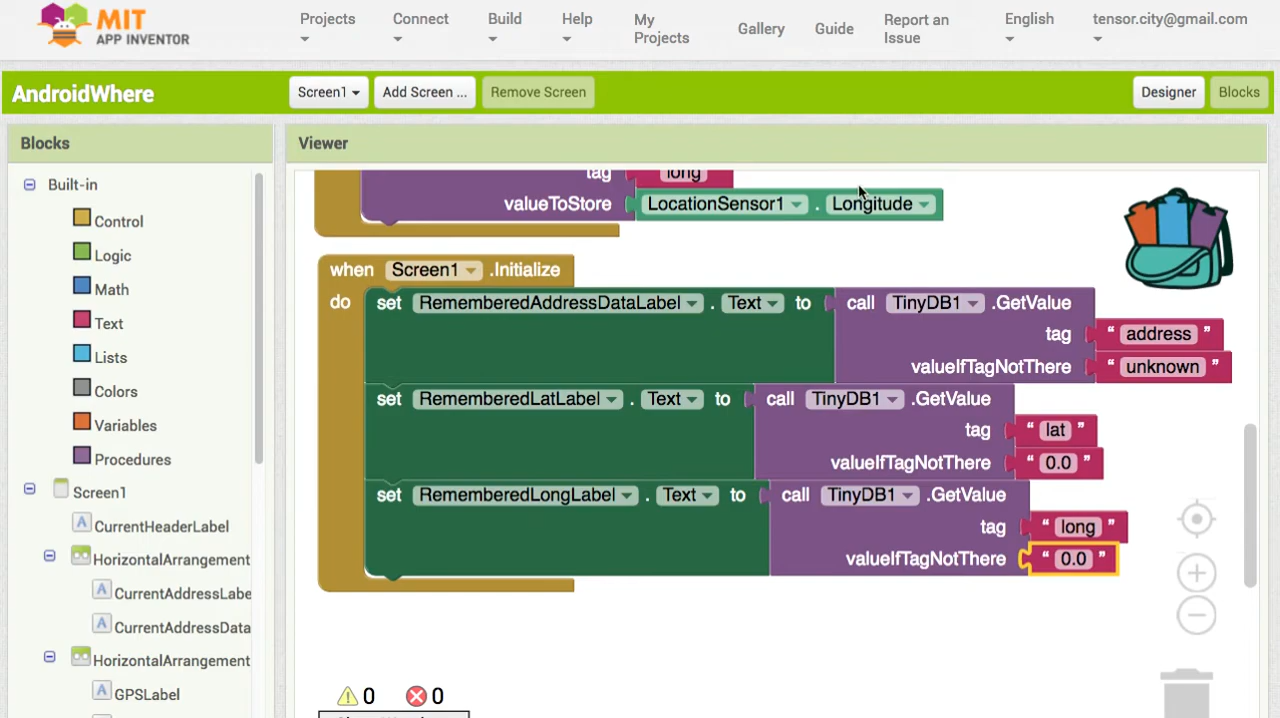 MIT
APP INVENTOR
Projects
Connect
Build
Help
My
Projects
Gallery
Guide
Report an
Issue
English
tensor.city@gmail.com
AndroidWhere
Screen1
Add Screen ...
Remove Screen
Designer
Blocks
Blocks
Viewer
Built-in
Control
Logic
Math
Text
Lists
Colors
Variables
Procedures
Screen1
CurrentHeaderLabel
HorizontalArrangement
CurrentAddressLabe
CurrentAddressData
HorizontalArrangement
GPSLabel
tag long
valueToStore LocationSensor1 . Longitude
when Screen1 .Initialize
do set RememberedAddressDataLabel . Text to call TinyDB1 .GetValue
tag “ address ”
valueIfTagNotThere “ unknown ”
set RememberedLatLabel . Text to call TinyDB1 .GetValue
tag “ lat ”
valueIfTagNotThere “ 0.0 ”
set RememberedLongLabel . Text to call TinyDB1 .GetValue
tag “ long ”
valueIfTagNotThere “ 0.0 ”
0 0